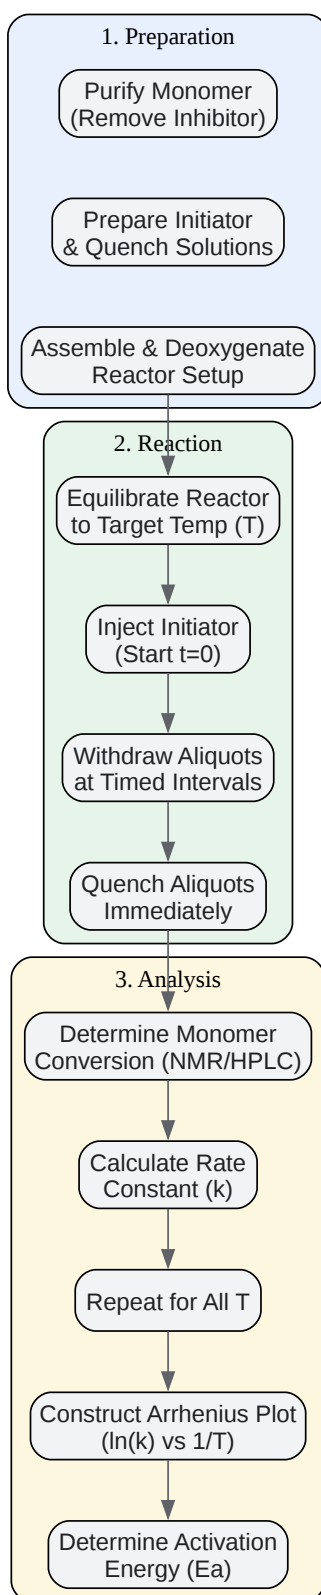 1. Preparation
Purify Monomer
(Remove Inhibitor)
Prepare Initiator
& Quench Solutions
Assemble & Deoxygenate
Reactor Setup
2. Reaction
Equilibrate Reactor
to Target Temp (T)
Inject Initiator
(Start t=0)
Withdraw Aliquots
at Timed Intervals
Quench Aliquots
Immediately
3. Analysis
Determine Monomer
Conversion (NMR/HPLC)
Calculate Rate
Constant (k)
Repeat for All T
Construct Arrhenius Plot
(ln(k) vs 1/T)
Determine Activation
Energy (Ea)